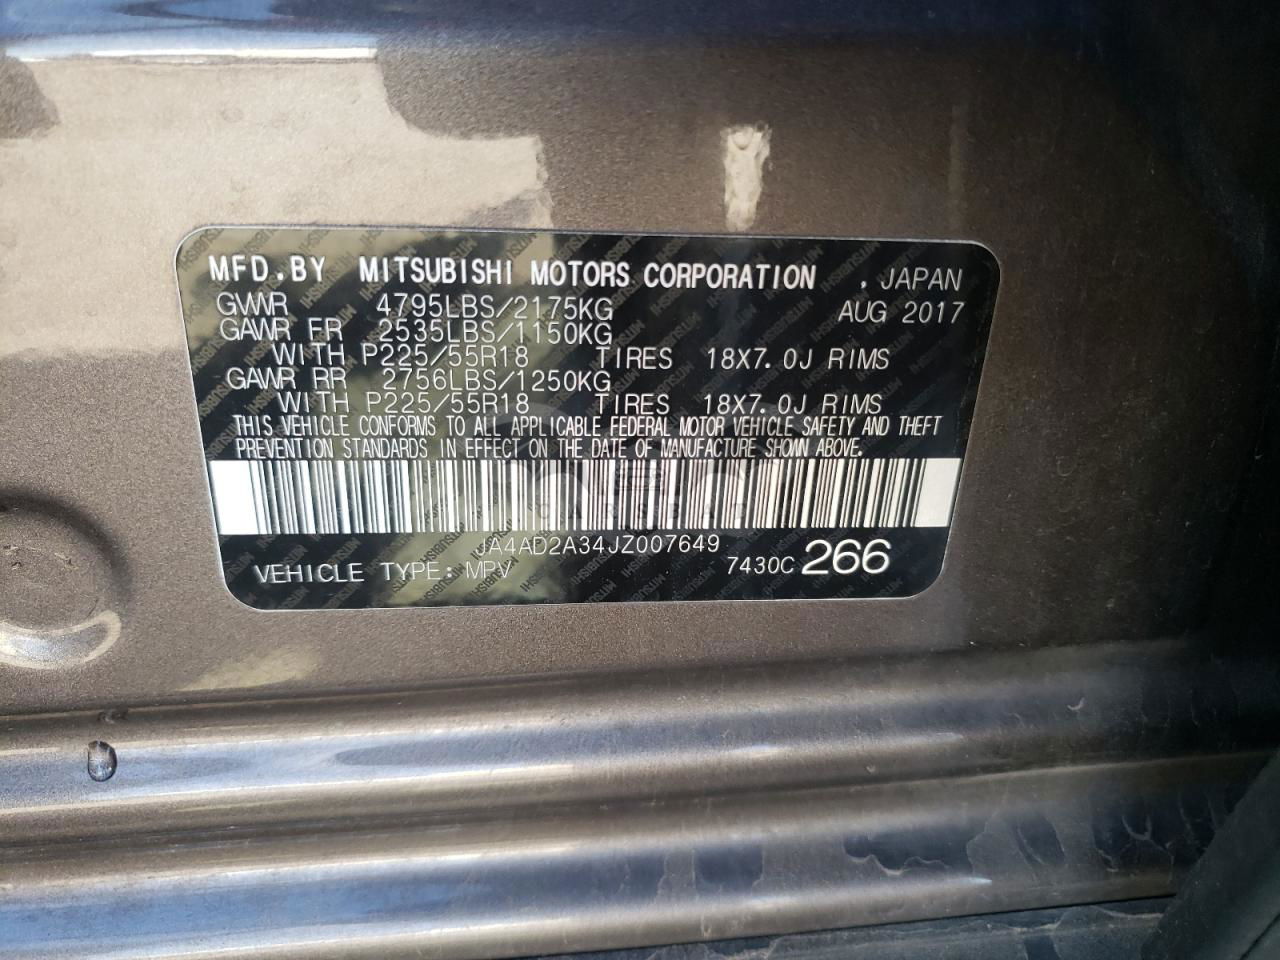 MFD.BY MITSUBISHI MOTORS CORPORATION , JAPAN
GVWR 4795LBS/2175KG AUG 2017
GAWR FR 2535LBS/1150KG
WITH P225/55R18 TIRES 18X7.0J RIMS
GAWR RR 2756LBS/1250KG
WITH P225/55R18 TIRES 18X7.0J RIMS
THIS VEHICLE CONFORMS TO ALL APPLICABLE FEDERAL MOTOR VEHICLE SAFETY AND THEFT
PREVENTION STANDARDS IN EFFECT ON THE DATE OF MANUFACTURE SHOWN ABOVE.
JA4AD2A34JZ007649
VEHICLE TYPE: MPV 7430C 266